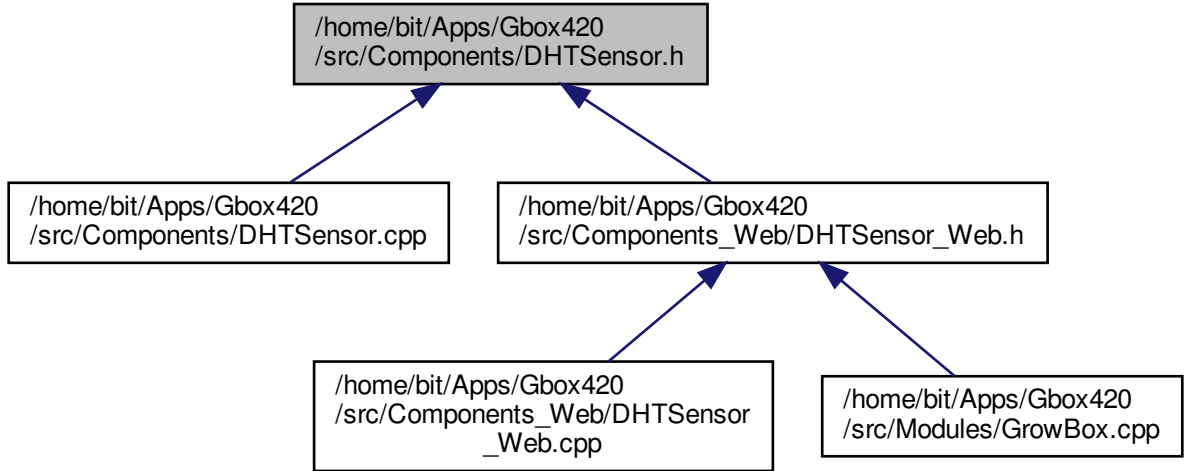 /home/bit/Apps/Gbox420
/src/Components/DHTSensor.h
/home/bit/Apps/Gbox420
/src/Components/DHTSensor.cpp
/home/bit/Apps/Gbox420
/src/Components_Web/DHTSensor_Web.h
/home/bit/Apps/Gbox420
/src/Components_Web/DHTSensor
_Web.cpp
/home/bit/Apps/Gbox420
/src/Modules/GrowBox.cpp